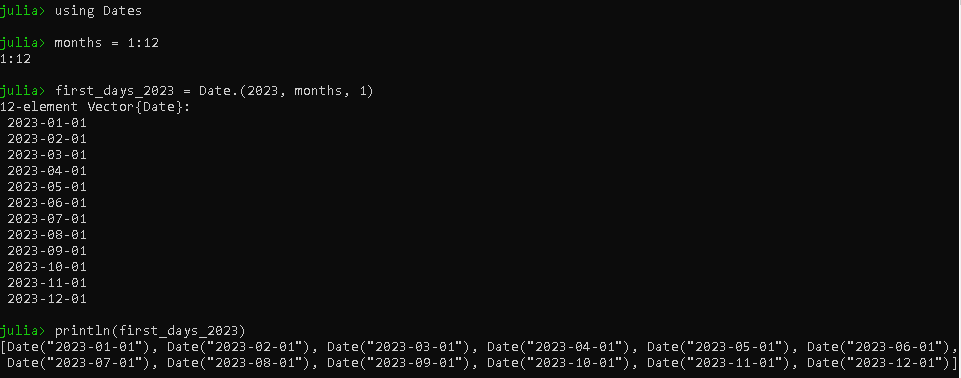 julia> using Dates
julia> months = 1:12
1:12
julia> first_days_2023 = Date.(2023, months, 1)
12-element Vector{Date}:
 2023-01-01
 2023-02-01
 2023-03-01
 2023-04-01
 2023-05-01
 2023-06-01
 2023-07-01
 2023-08-01
 2023-09-01
 2023-10-01
 2023-11-01
 2023-12-01
julia> println(first_days_2023)
[Date("2023-01-01"), Date("2023-02-01"), Date("2023-03-01"), Date("2023-04-01"), Date("2023-05-01"), Date("2023-06-01"),
 Date("2023-07-01"), Date("2023-08-01"), Date("2023-09-01"), Date("2023-10-01"), Date("2023-11-01"), Date("2023-12-01")]